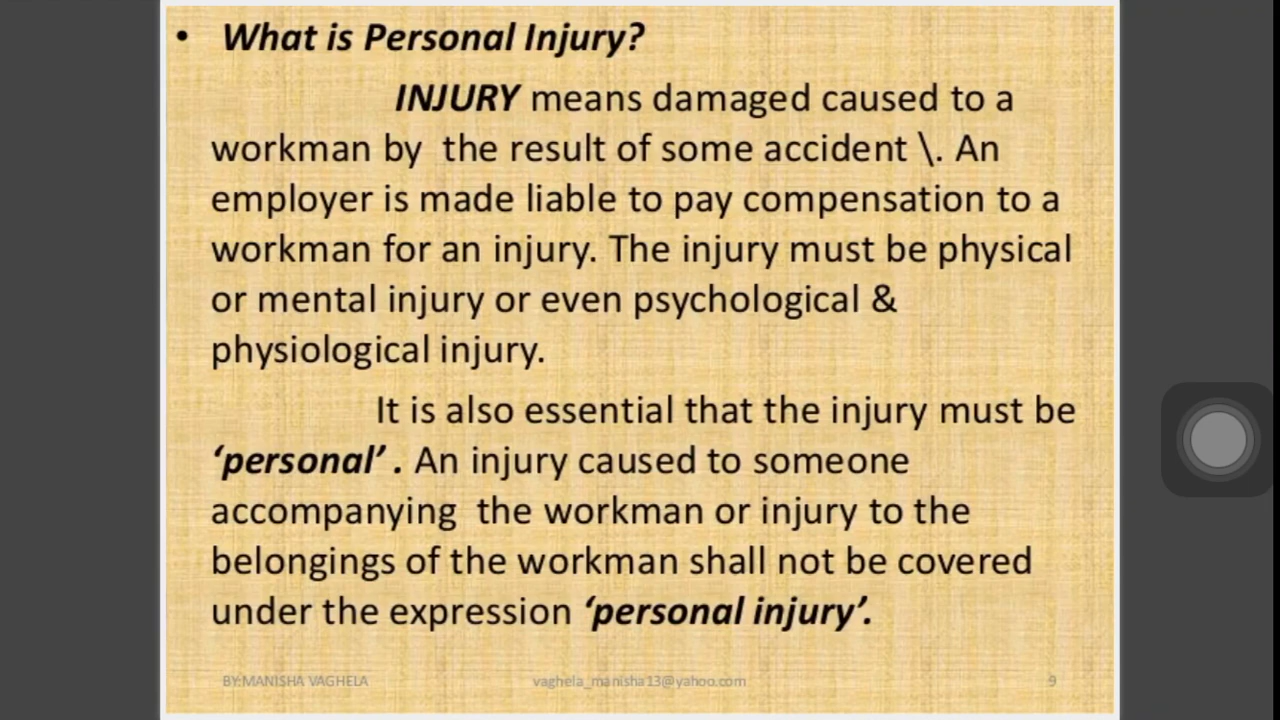 • What is Personal Injury?
INJURY means damaged caused to a
workman by the result of some accident \. An
employer is made liable to pay compensation to a
workman for an injury. The injury must be physical
or mental injury or even psychological &
physiological injury.
It is also essential that the injury must be
‘personal’ . An injury caused to someone
accompanying the workman or injury to the
belongings of the workman shall not be covered
under the expression ‘personal injury’.
BY:MANISHA VAGHELA vaghela_manisha13@yahoo.com 9